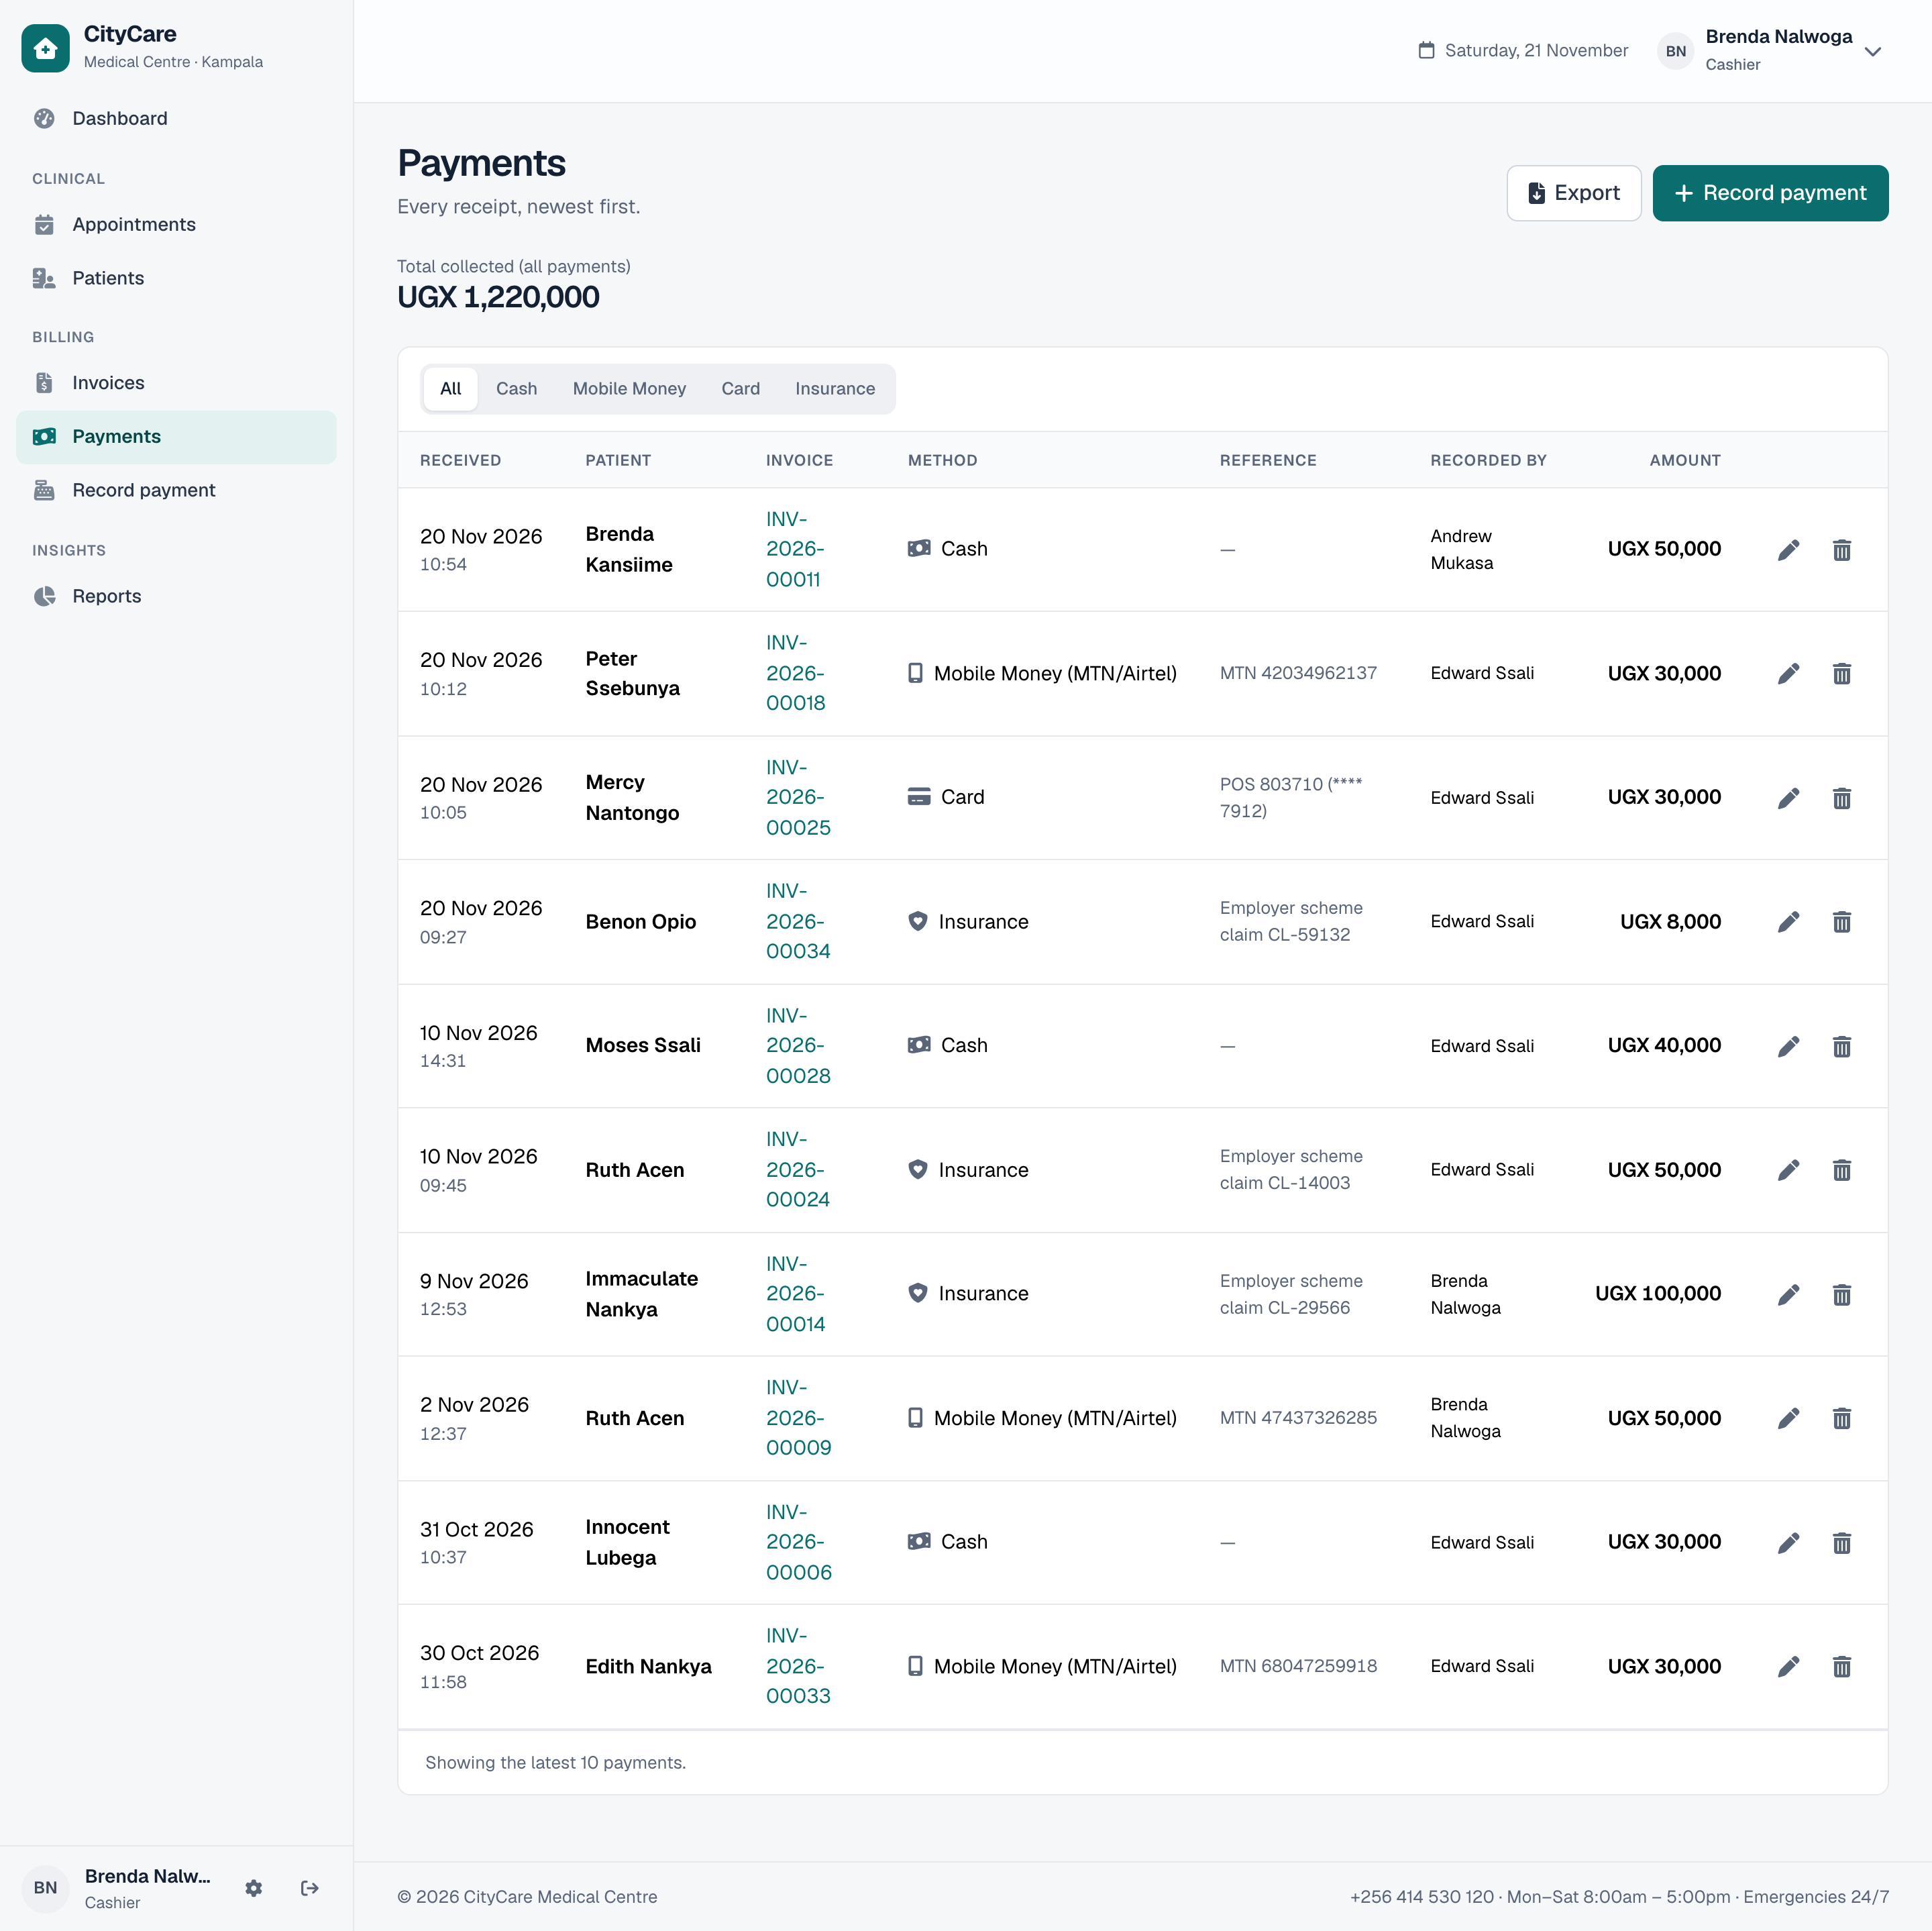 CityCare
Medical Centre · Kampala
Dashboard
CLINICAL
Appointments
Patients
BILLING
Invoices
Payments
Record payment
INSIGHTS
Reports
BN
Brenda Nalw...
Cashier
Saturday, 21 November
BN
Brenda Nalwoga
Cashier
Payments
Every receipt, newest first.
Export
Record payment
Total collected (all payments)
UGX 1,220,000
All Cash Mobile Money Card Insurance
RECEIVED PATIENT INVOICE METHOD REFERENCE RECORDED BY AMOUNT
20 Nov 2026
10:54
Brenda
Kansiime
INV-
2026-
00011
Cash
—
Andrew
Mukasa
UGX 50,000
20 Nov 2026
10:12
Peter
Ssebunya
INV-
2026-
00018
Mobile Money (MTN/Airtel)
MTN 42034962137
Edward Ssali
UGX 30,000
20 Nov 2026
10:05
Mercy
Nantongo
INV-
2026-
00025
Card
POS 803710 (****
7912)
Edward Ssali
UGX 30,000
20 Nov 2026
09:27
Benon Opio
INV-
2026-
00034
Insurance
Employer scheme
claim CL-59132
Edward Ssali
UGX 8,000
10 Nov 2026
14:31
Moses Ssali
INV-
2026-
00028
Cash
—
Edward Ssali
UGX 40,000
10 Nov 2026
09:45
Ruth Acen
INV-
2026-
00024
Insurance
Employer scheme
claim CL-14003
Edward Ssali
UGX 50,000
9 Nov 2026
12:53
Immaculate
Nankya
INV-
2026-
00014
Insurance
Employer scheme
claim CL-29566
Brenda
Nalwoga
UGX 100,000
2 Nov 2026
12:37
Ruth Acen
INV-
2026-
00009
Mobile Money (MTN/Airtel)
MTN 47437326285
Brenda
Nalwoga
UGX 50,000
31 Oct 2026
10:37
Innocent
Lubega
INV-
2026-
00006
Cash
—
Edward Ssali
UGX 30,000
30 Oct 2026
11:58
Edith Nankya
INV-
2026-
00033
Mobile Money (MTN/Airtel)
MTN 68047259918
Edward Ssali
UGX 30,000
Showing the latest 10 payments.
© 2026 CityCare Medical Centre
+256 414 530 120 · Mon–Sat 8:00am – 5:00pm · Emergencies 24/7